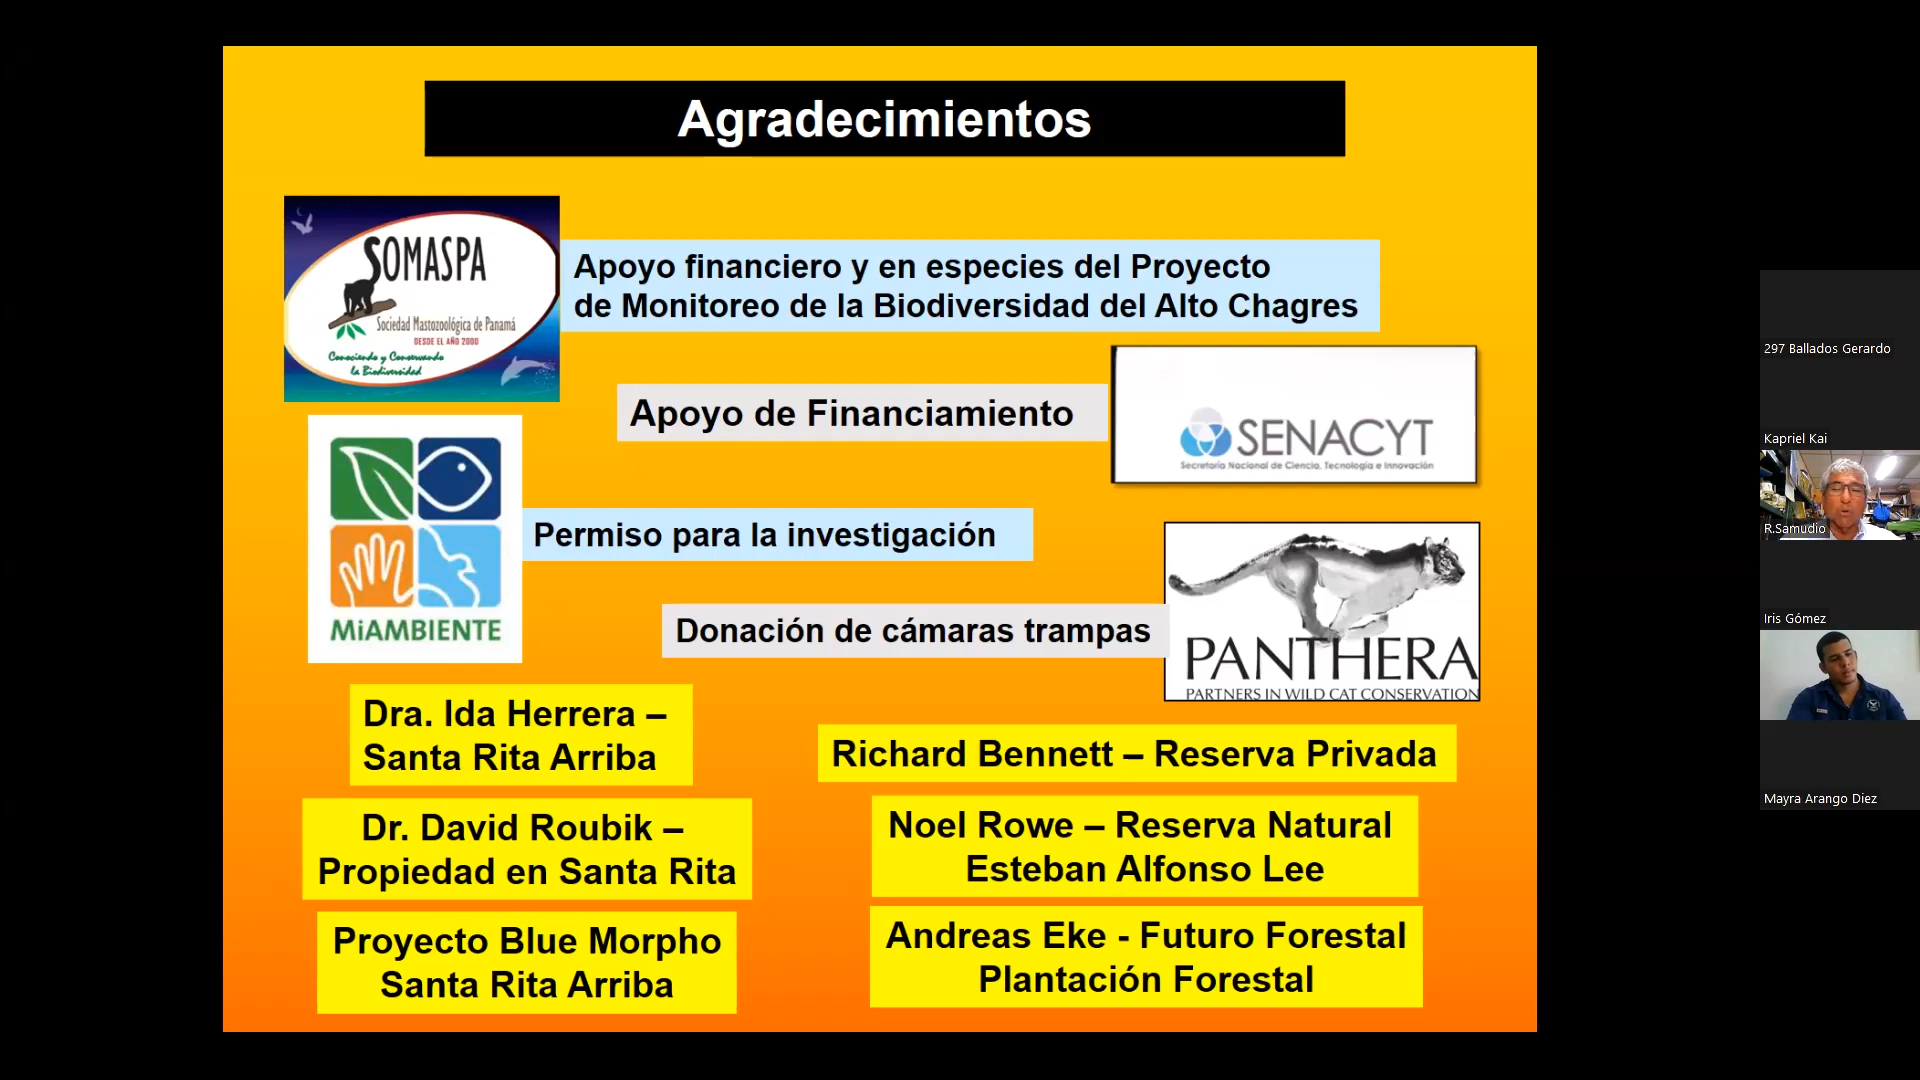 Agradecimientos
SOMASPA
Sociedad Mastozoológica de Panamá
DESDE EL AÑO 2000
Conociendo y Conservando
la Biodiversidad
Apoyo financiero y en especies del Proyecto
de Monitoreo de la Biodiversidad del Alto Chagres
Apoyo de Financiamiento
SENACYT
Secretaría Nacional de Ciencia, Tecnología e Innovación
MiAMBIENTE
Permiso para la investigación
Donación de cámaras trampas
PANTHERA
PARTNERS IN WILD CAT CONSERVATION
Dra. Ida Herrera –
Santa Rita Arriba
Richard Bennett – Reserva Privada
Dr. David Roubik –
Propiedad en Santa Rita
Noel Rowe – Reserva Natural
Esteban Alfonso Lee
Proyecto Blue Morpho
Santa Rita Arriba
Andreas Eke - Futuro Forestal
Plantación Forestal
297 Ballados Gerardo
Kapriel Kai
R.Samudio
Iris Gómez
Mayra Arango Diez